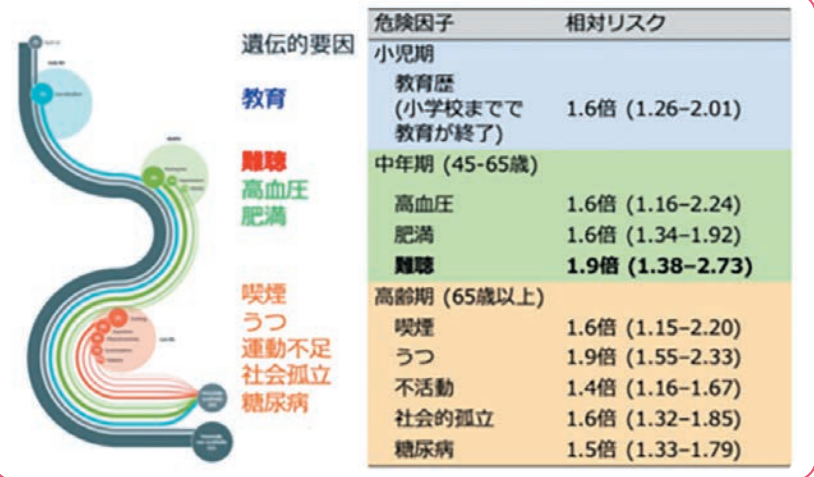 遺伝的要因
教育
難聴
高血圧
肥満
喫煙
うつ
運動不足
社会孤立
糖尿病
危険因子 相対リスク
小児期
教育歴
(小学校までで
教育が終了)
1.6倍 (1.26–2.01)
中年期 (45-65歳)
高血圧 1.6倍 (1.16–2.24)
肥満 1.6倍 (1.34–1.92)
難聴 1.9倍 (1.38–2.73)
高齢期 (65歳以上)
喫煙 1.6倍 (1.15–2.20)
うつ 1.9倍 (1.55–2.33)
不活動 1.4倍 (1.16–1.67)
社会的孤立 1.6倍 (1.32–1.85)
糖尿病 1.5倍 (1.33–1.79)